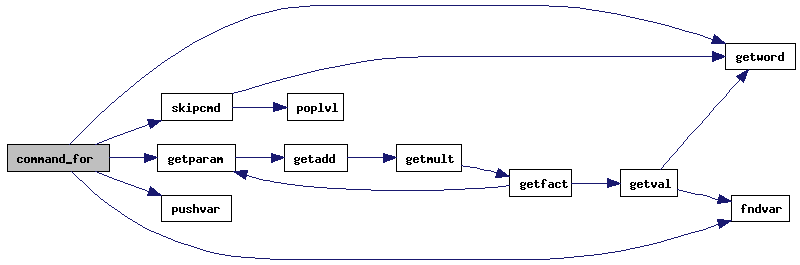 getword
skipcmd
poplvl
command_for
getparam
getadd
getmult
getfact
getval
pushvar
fndvar